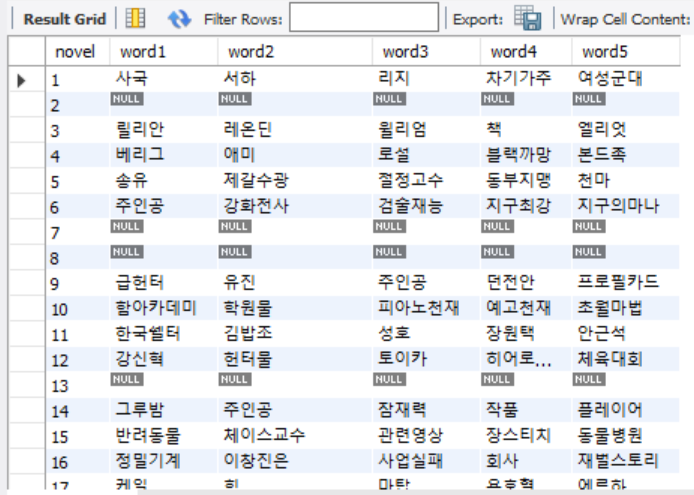 Result Grid Filter Rows: Export: Wrap Cell Content:
novel word1 word2 word3 word4 word5
1 사국 서하 리지 차기가주 여성군대
2 NULL NULL NULL NULL NULL
3 릴리안 레온딘 윌리엄 책 엘리엇
4 베리그 애미 로설 블랙까망 본드족
5 송유 제갈수광 절정고수 동부지맹 천마
6 주인공 강화전사 검술재능 지구최강 지구의마나
7 NULL NULL NULL NULL NULL
8 NULL NULL NULL NULL NULL
9 급헌터 유진 주인공 던전안 프로필카드
10 함아카데미 학원물 피아노천재 예고천재 초월마법
11 한국쉘터 김밥조 성호 장원택 안근석
12 강신혁 헌터물 토이카 히어로... 체육대회
13 NULL NULL NULL NULL NULL
14 그루밤 주인공 잠재력 작품 플레이어
15 반려동물 체이스교수 관련영상 장스티치 동물병원
16 정밀기계 이창진은 사업실패 회사 재벌스토리
17 케일 힘 마탑